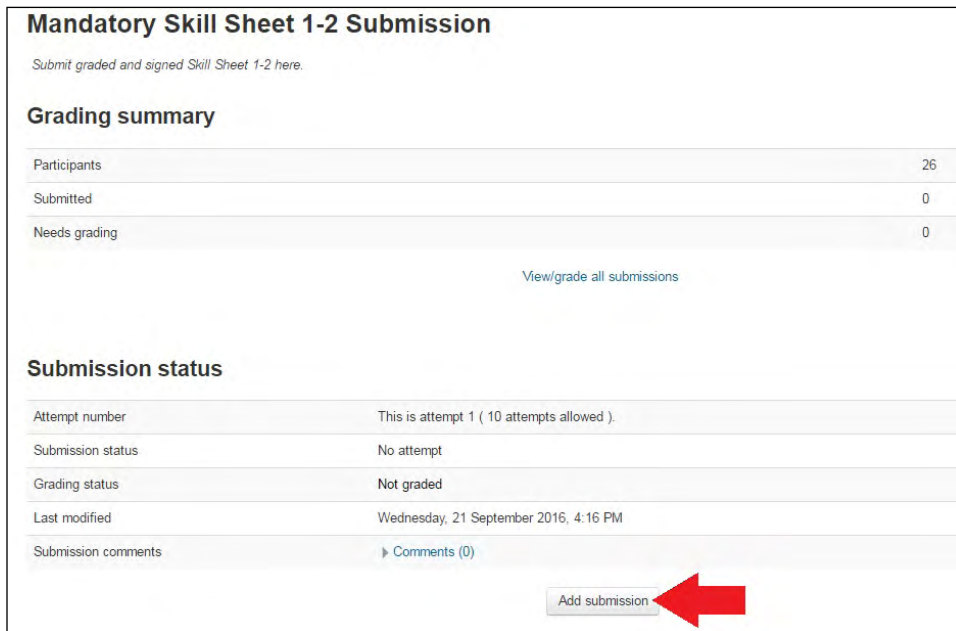 Mandatory Skill Sheet 1-2 Submission
Submit graded and signed Skill Sheet 1-2 here.
Grading summary
Participants 26
Submitted 0
Needs grading 0
View/grade all submissions
Submission status
Attempt number This is attempt 1 ( 10 attempts allowed ).
Submission status No attempt
Grading status Not graded
Last modified Wednesday, 21 September 2016, 4:16 PM
Submission comments Comments (0)
Add submission